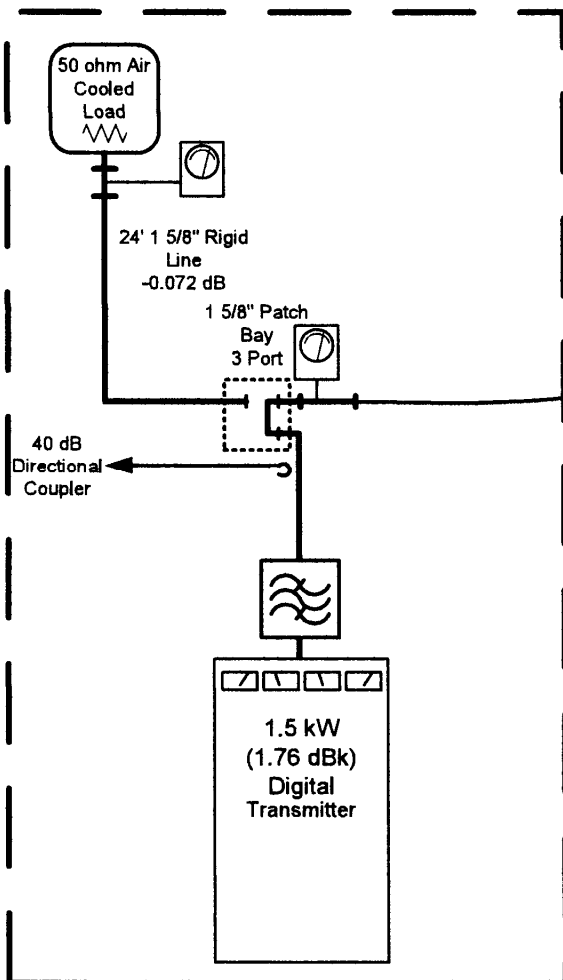 50 ohm Air
Cooled
Load
24' 1 5/8" Rigid
Line
-0.072 dB
1 5/8" Patch
Bay
3 Port
40 dB
Directional
Coupler
1.5 kW
(1.76 dBk)
Digital
Transmitter